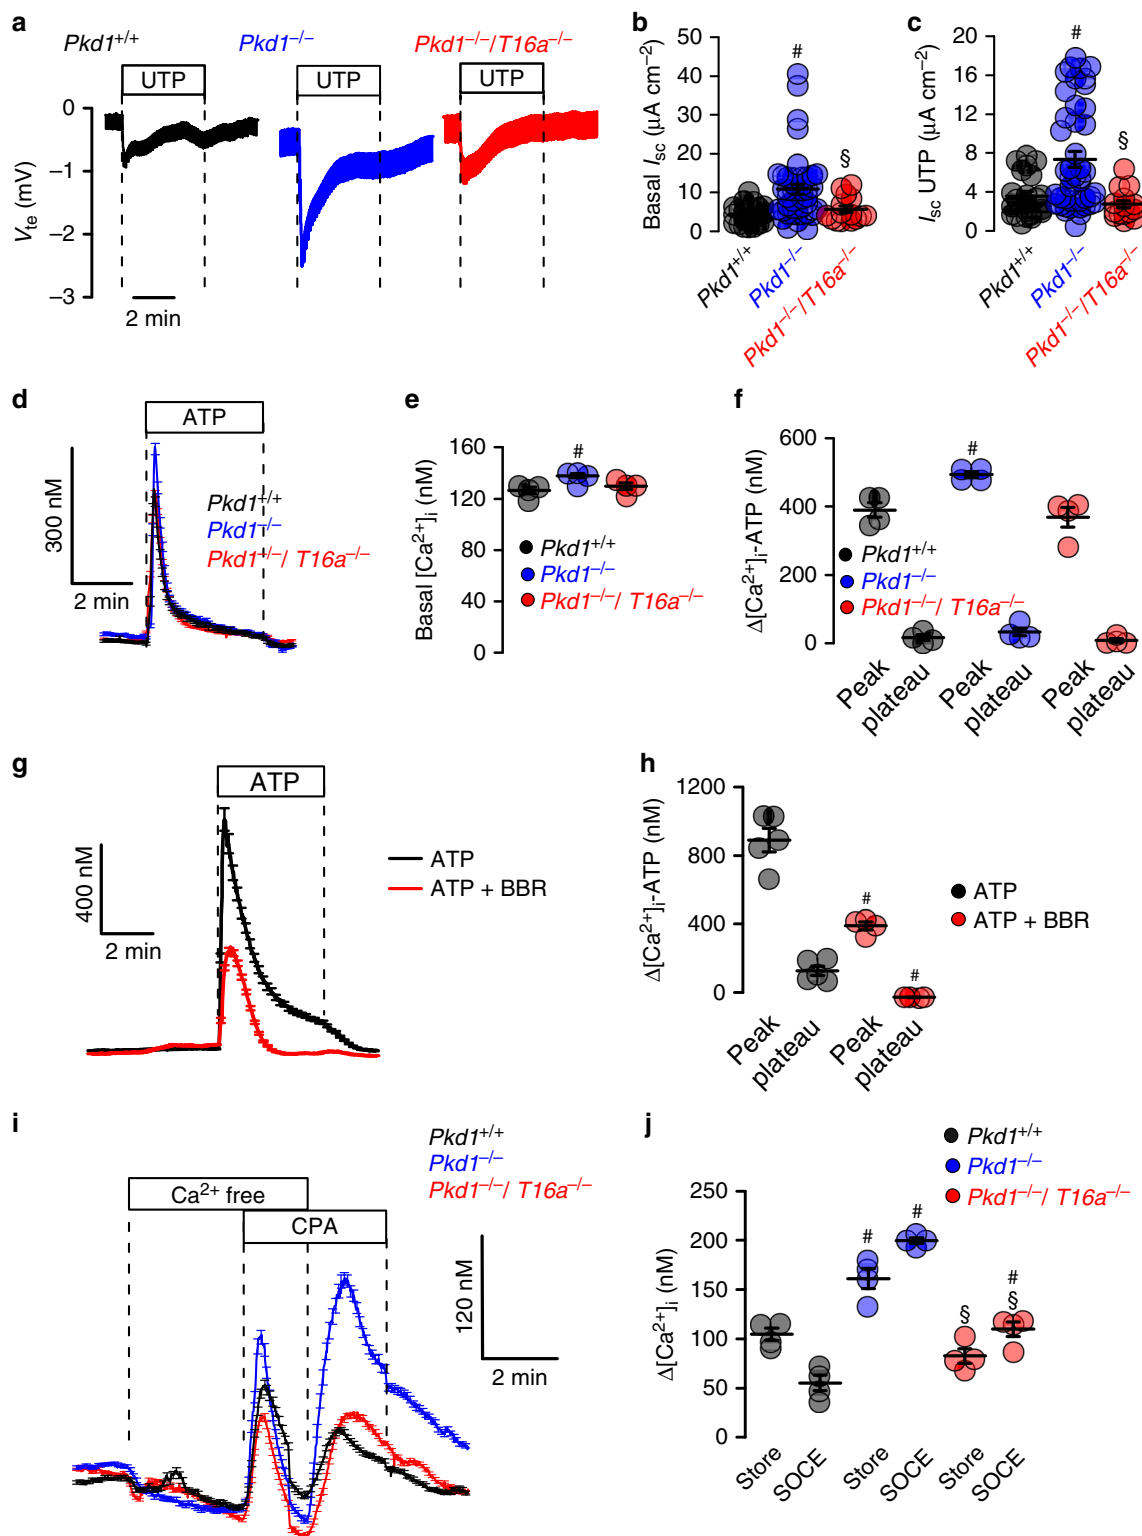 a
Pkd1+/+
Pkd1−/−
Pkd1−/−/T16a−/−
UTP
UTP
UTP
0
−1
−2
−3
Vte (mV)
2 min
b
50
40
30
20
10
0
Basal Isc (µA cm−2)
#
§
Pkd1+/+
Pkd1−/−
Pkd1−/−/T16a−/−
c
20
16
12
8
4
0
Isc UTP (µA cm−2)
#
§
Pkd1+/+
Pkd1−/−
Pkd1−/−/T16a−/−
d
ATP
300 nM
2 min
Pkd1+/+
Pkd1−/−
Pkd1−/−/ T16a−/−
e
160
120
90
60
30
0
Basal [Ca2+]i (nM)
#
Pkd1+/+
Pkd1−/−
Pkd1−/−/ T16a−/−
f
600
400
200
0
Δ[Ca2+]i-ATP (nM)
#
Pkd1+/+
Pkd1−/−
Pkd1−/−/ T16a−/−
Peak
plateau
Peak
plateau
Peak
plateau
g
ATP
400 nM
2 min
ATP
ATP + BBR
h
1200
800
400
0
Δ[Ca2+]i-ATP (nM)
#
#
ATP
ATP + BBR
Peak
plateau
Peak
plateau
i
Pkd1+/+
Pkd1−/−
Pkd1−/−/ T16a−/−
Ca2+ free
CPA
120 nM
2 min
j
Pkd1+/+
Pkd1−/−
Pkd1−/−/ T16a−/−
250
200
150
100
50
0
Δ[Ca2+]i (nM)
#
#
§
#
§
Store
SOCE
Store
SOCE
Store
SOCE